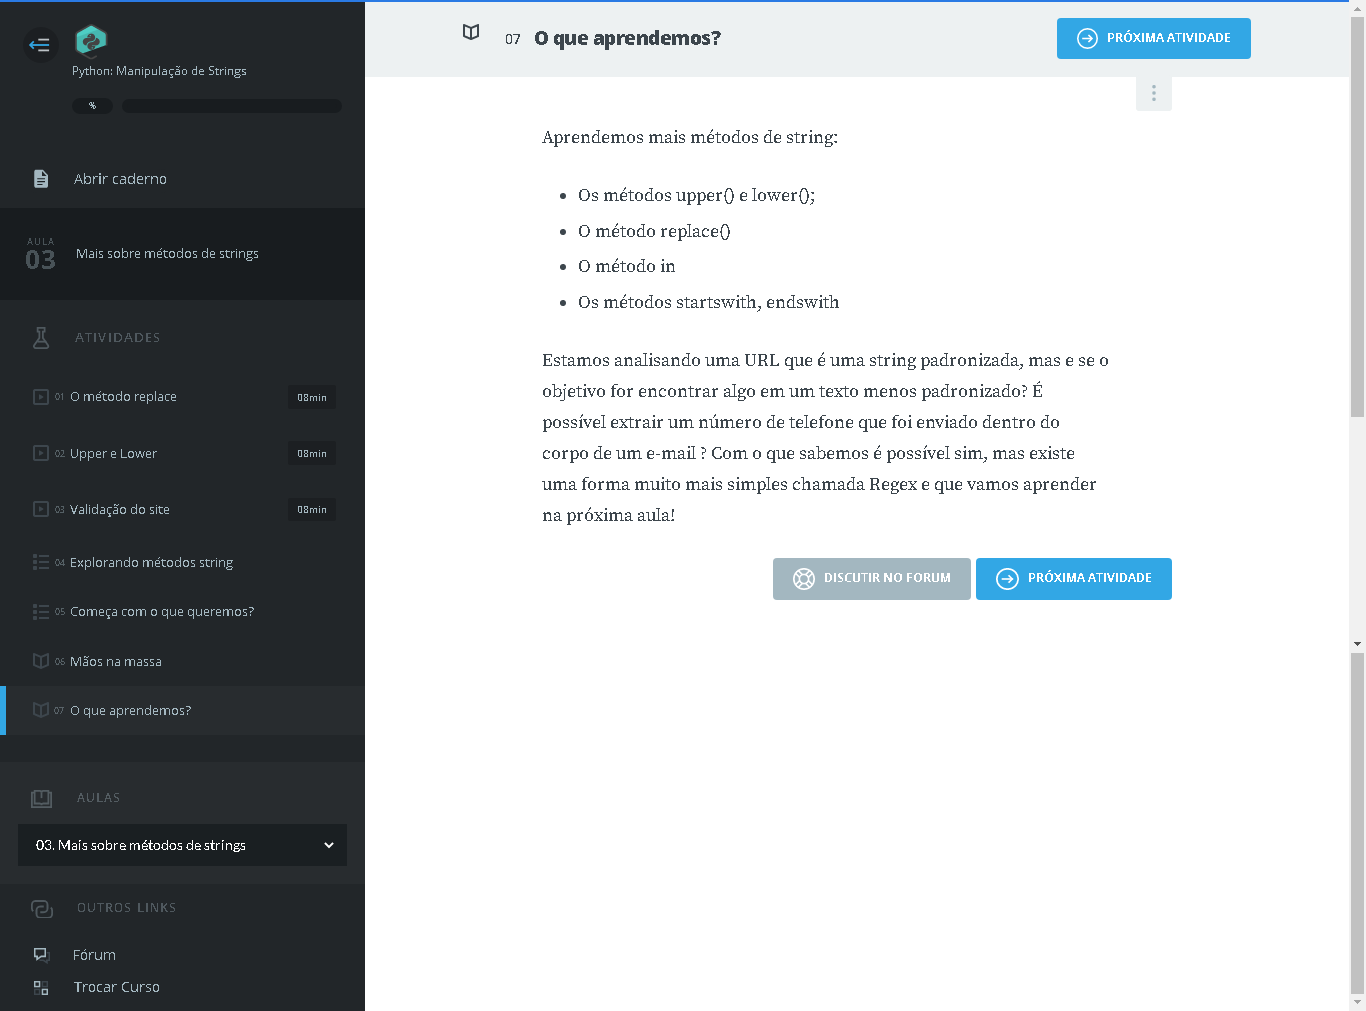 Python: Manipulação de Strings
%
Abrir caderno
AULA
03
Mais sobre métodos de strings
ATIVIDADES
01 O método replace 08min
02 Upper e Lower 08min
03 Validação do site 08min
04 Explorando métodos string
05 Começa com o que queremos?
06 Mãos na massa
07 O que aprendemos?
AULAS
03. Mais sobre métodos de strings
OUTROS LINKS
Fórum
Trocar Curso
07 O que aprendemos?
PRÓXIMA ATIVIDADE
Aprendemos mais métodos de string:
• Os métodos upper() e lower();
• O método replace()
• O método in
• Os métodos startswith, endswith
Estamos analisando uma URL que é uma string padronizada, mas e se o
objetivo for encontrar algo em um texto menos padronizado? É
possível extrair um número de telefone que foi enviado dentro do
corpo de um e-mail ? Com o que sabemos é possível sim, mas existe
uma forma muito mais simples chamada Regex e que vamos aprender
na próxima aula!
DISCUTIR NO FORUM
PRÓXIMA ATIVIDADE